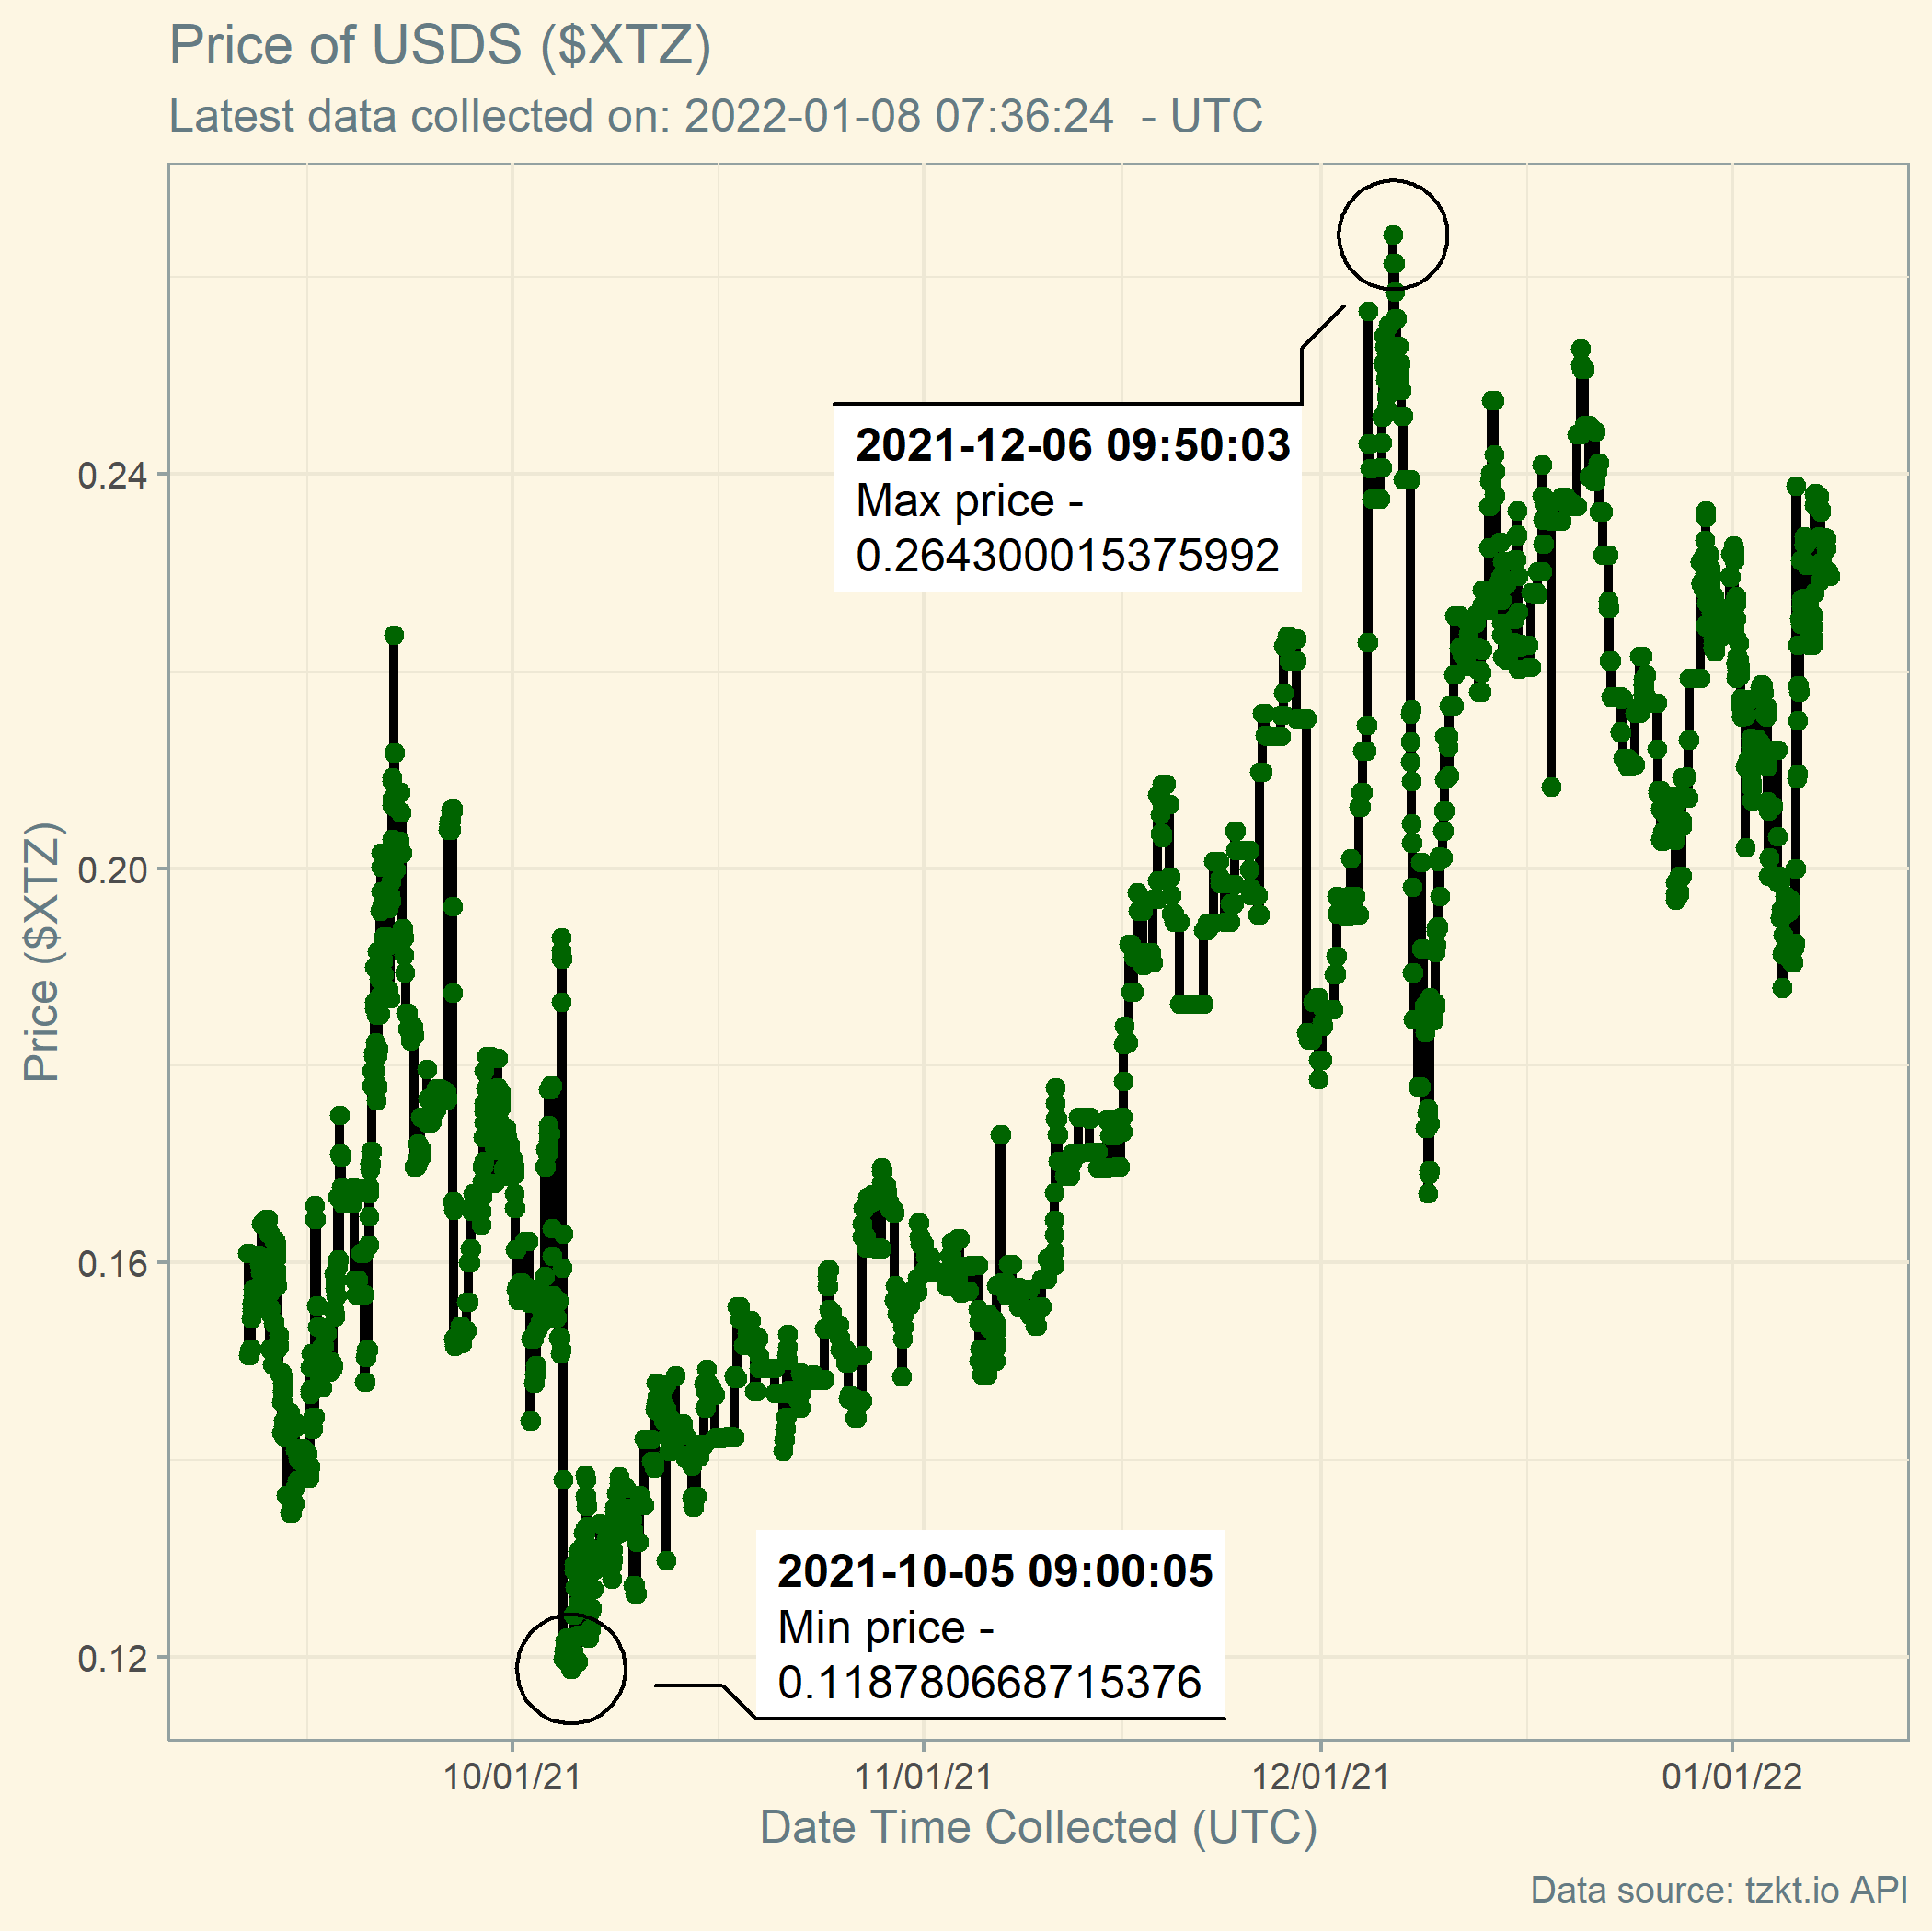 Price of USDS ($XTZ)
Latest data collected on: 2022-01-08 07:36:24  - UTC
2021-12-06 09:50:03
Max price -
0.264300015375992
0.24
0.20
0.16
0.12
Price ($XTZ)
2021-10-05 09:00:05
Min price -
0.118780668715376
10/01/21
11/01/21
12/01/21
01/01/22
Date Time Collected (UTC)
Data source: tzkt.io API